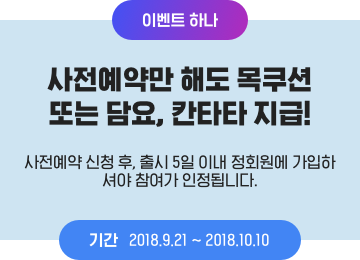 이벤트 하나
사전예약만 해도 목쿠션
또는 담요, 칸타타 지급!
사전예약 신청 후, 출시 5일 이내 정회원에 가입하
셔야 참여가 인정됩니다.
기간 2018.9.21 ~ 2018.10.10